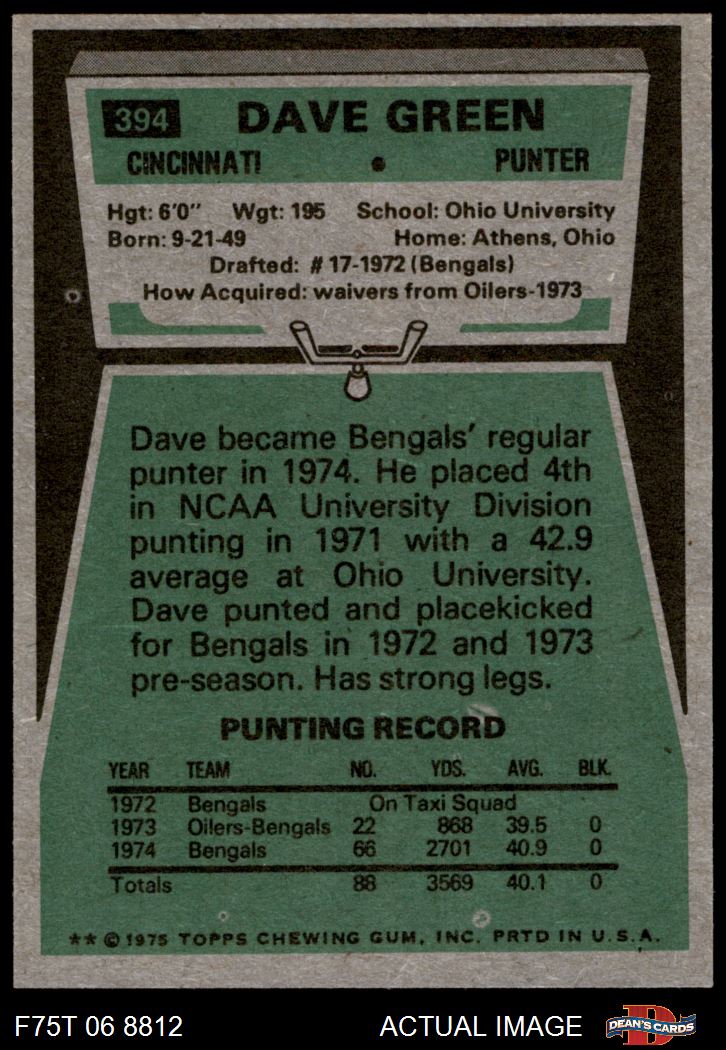 394 DAVE GREEN
CINCINNATI • PUNTER
Hgt: 6'0" Wgt: 195 School: Ohio University
Born: 9-21-49 Home: Athens, Ohio
Drafted: #17-1972 (Bengals)
How Acquired: waivers from Oilers-1973
Dave became Bengals' regular
punter in 1974. He placed 4th
in NCAA University Division
punting in 1971 with a 42.9
average at Ohio University.
Dave punted and placekicked
for Bengals in 1972 and 1973
pre-season. Has strong legs.
PUNTING RECORD
YEAR TEAM NO. YDS. AVG. BLK.
1972 Bengals On Taxi Squad
1973 Oilers-Bengals 22 868 39.5 0
1974 Bengals 66 2701 40.9 0
Totals 88 3569 40.1 0
** © 1975 TOPPS CHEWING GUM, INC. PRTD IN U.S.A.
F75T 06 8812 ACTUAL IMAGE DEAN'S CARDS